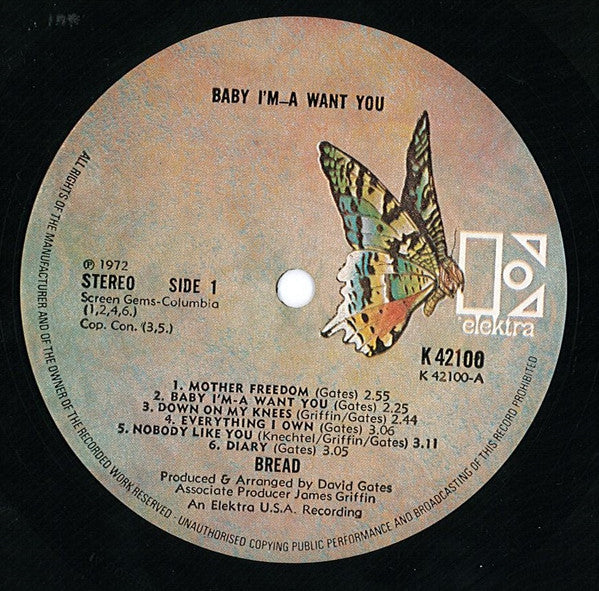 BABY I'M-A WANT YOU
℗ 1972
STEREO SIDE 1
Screen Gems-Columbia
(1,2,4,6.)
Cop. Con. (3,5.)
elektra
K 42100
K 42100-A
1. MOTHER FREEDOM (Gates) 2.55
2. BABY I'M-A WANT YOU (Gates) 2.25
3. DOWN ON MY KNEES (Griffin/Gates) 2.44
4. EVERYTHING I OWN (Gates) 3.06
5. NOBODY LIKE YOU (Knechtel/Griffin/Gates) 3.11
6. DIARY (Gates) 3.05
BREAD
Produced & Arranged by David Gates
Associate Producer James Griffin
An Elektra U.S.A. Recording
ALL RIGHTS OF THE MANUFACTURER AND OF THE OWNER OF THE RECORDED WORK RESERVED - UNAUTHORISED COPYING PUBLIC PERFORMANCE AND BROADCASTING OF THIS RECORD PROHIBITED